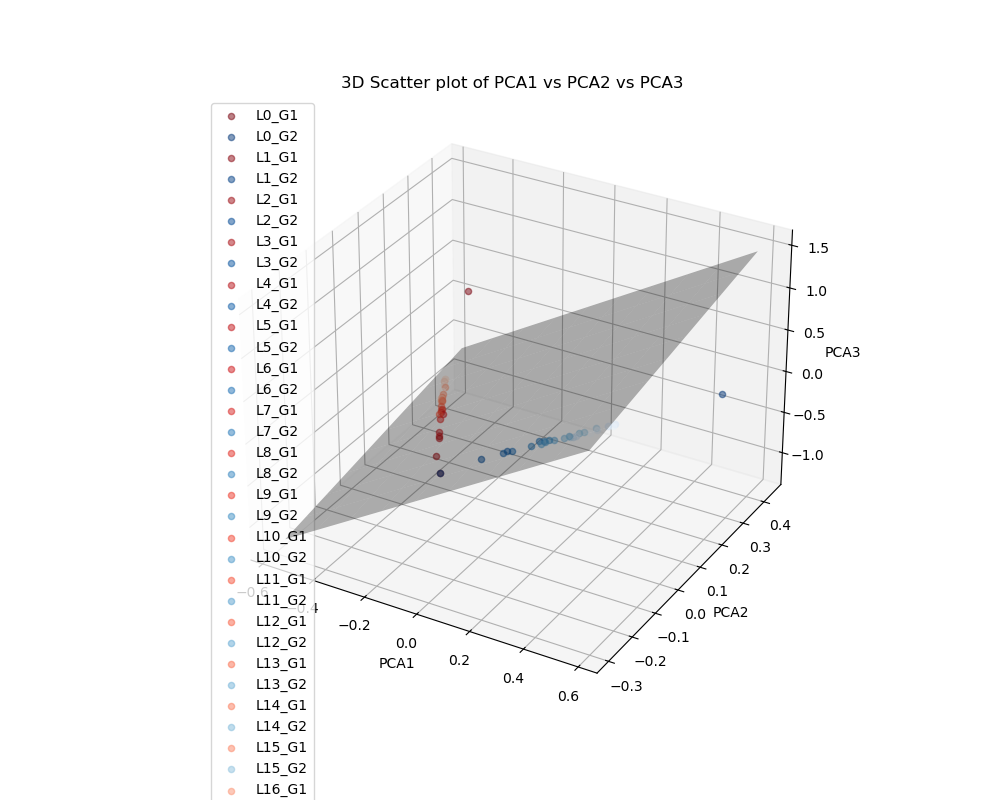 3D Scatter plot of PCA1 vs PCA2 vs PCA3
L0_G1
L0_G2
L1_G1
L1_G2
L2_G1
L2_G2
L3_G1
L3_G2
L4_G1
L4_G2
L5_G1
L5_G2
L6_G1
L6_G2
L7_G1
L7_G2
L8_G1
L8_G2
L9_G1
L9_G2
L10_G1
L10_G2
L11_G1
L11_G2
L12_G1
L12_G2
L13_G1
L13_G2
L14_G1
L14_G2
L15_G1
L15_G2
L16_G1
−0.6
−0.4
−0.2
0.0
0.2
0.4
0.6
PCA1
−0.3
−0.2
−0.1
0.0
0.1
0.2
0.3
0.4
PCA2
1.5
1.0
0.5
0.0
−0.5
−1.0
PCA3